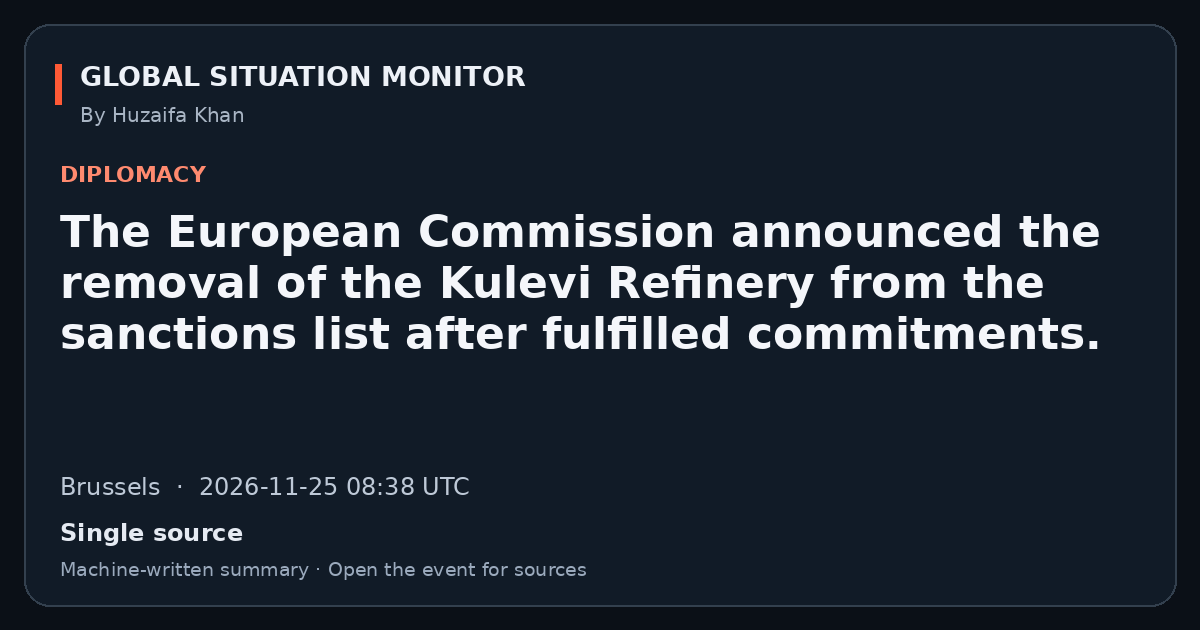 GLOBAL SITUATION MONITOR
By Huzaifa Khan
DIPLOMACY
The European Commission announced the
removal of the Kulevi Refinery from the
sanctions list after fulfilled commitments.
Brussels · 2026-11-25 08:38 UTC
Single source
Machine-written summary · Open the event for sources